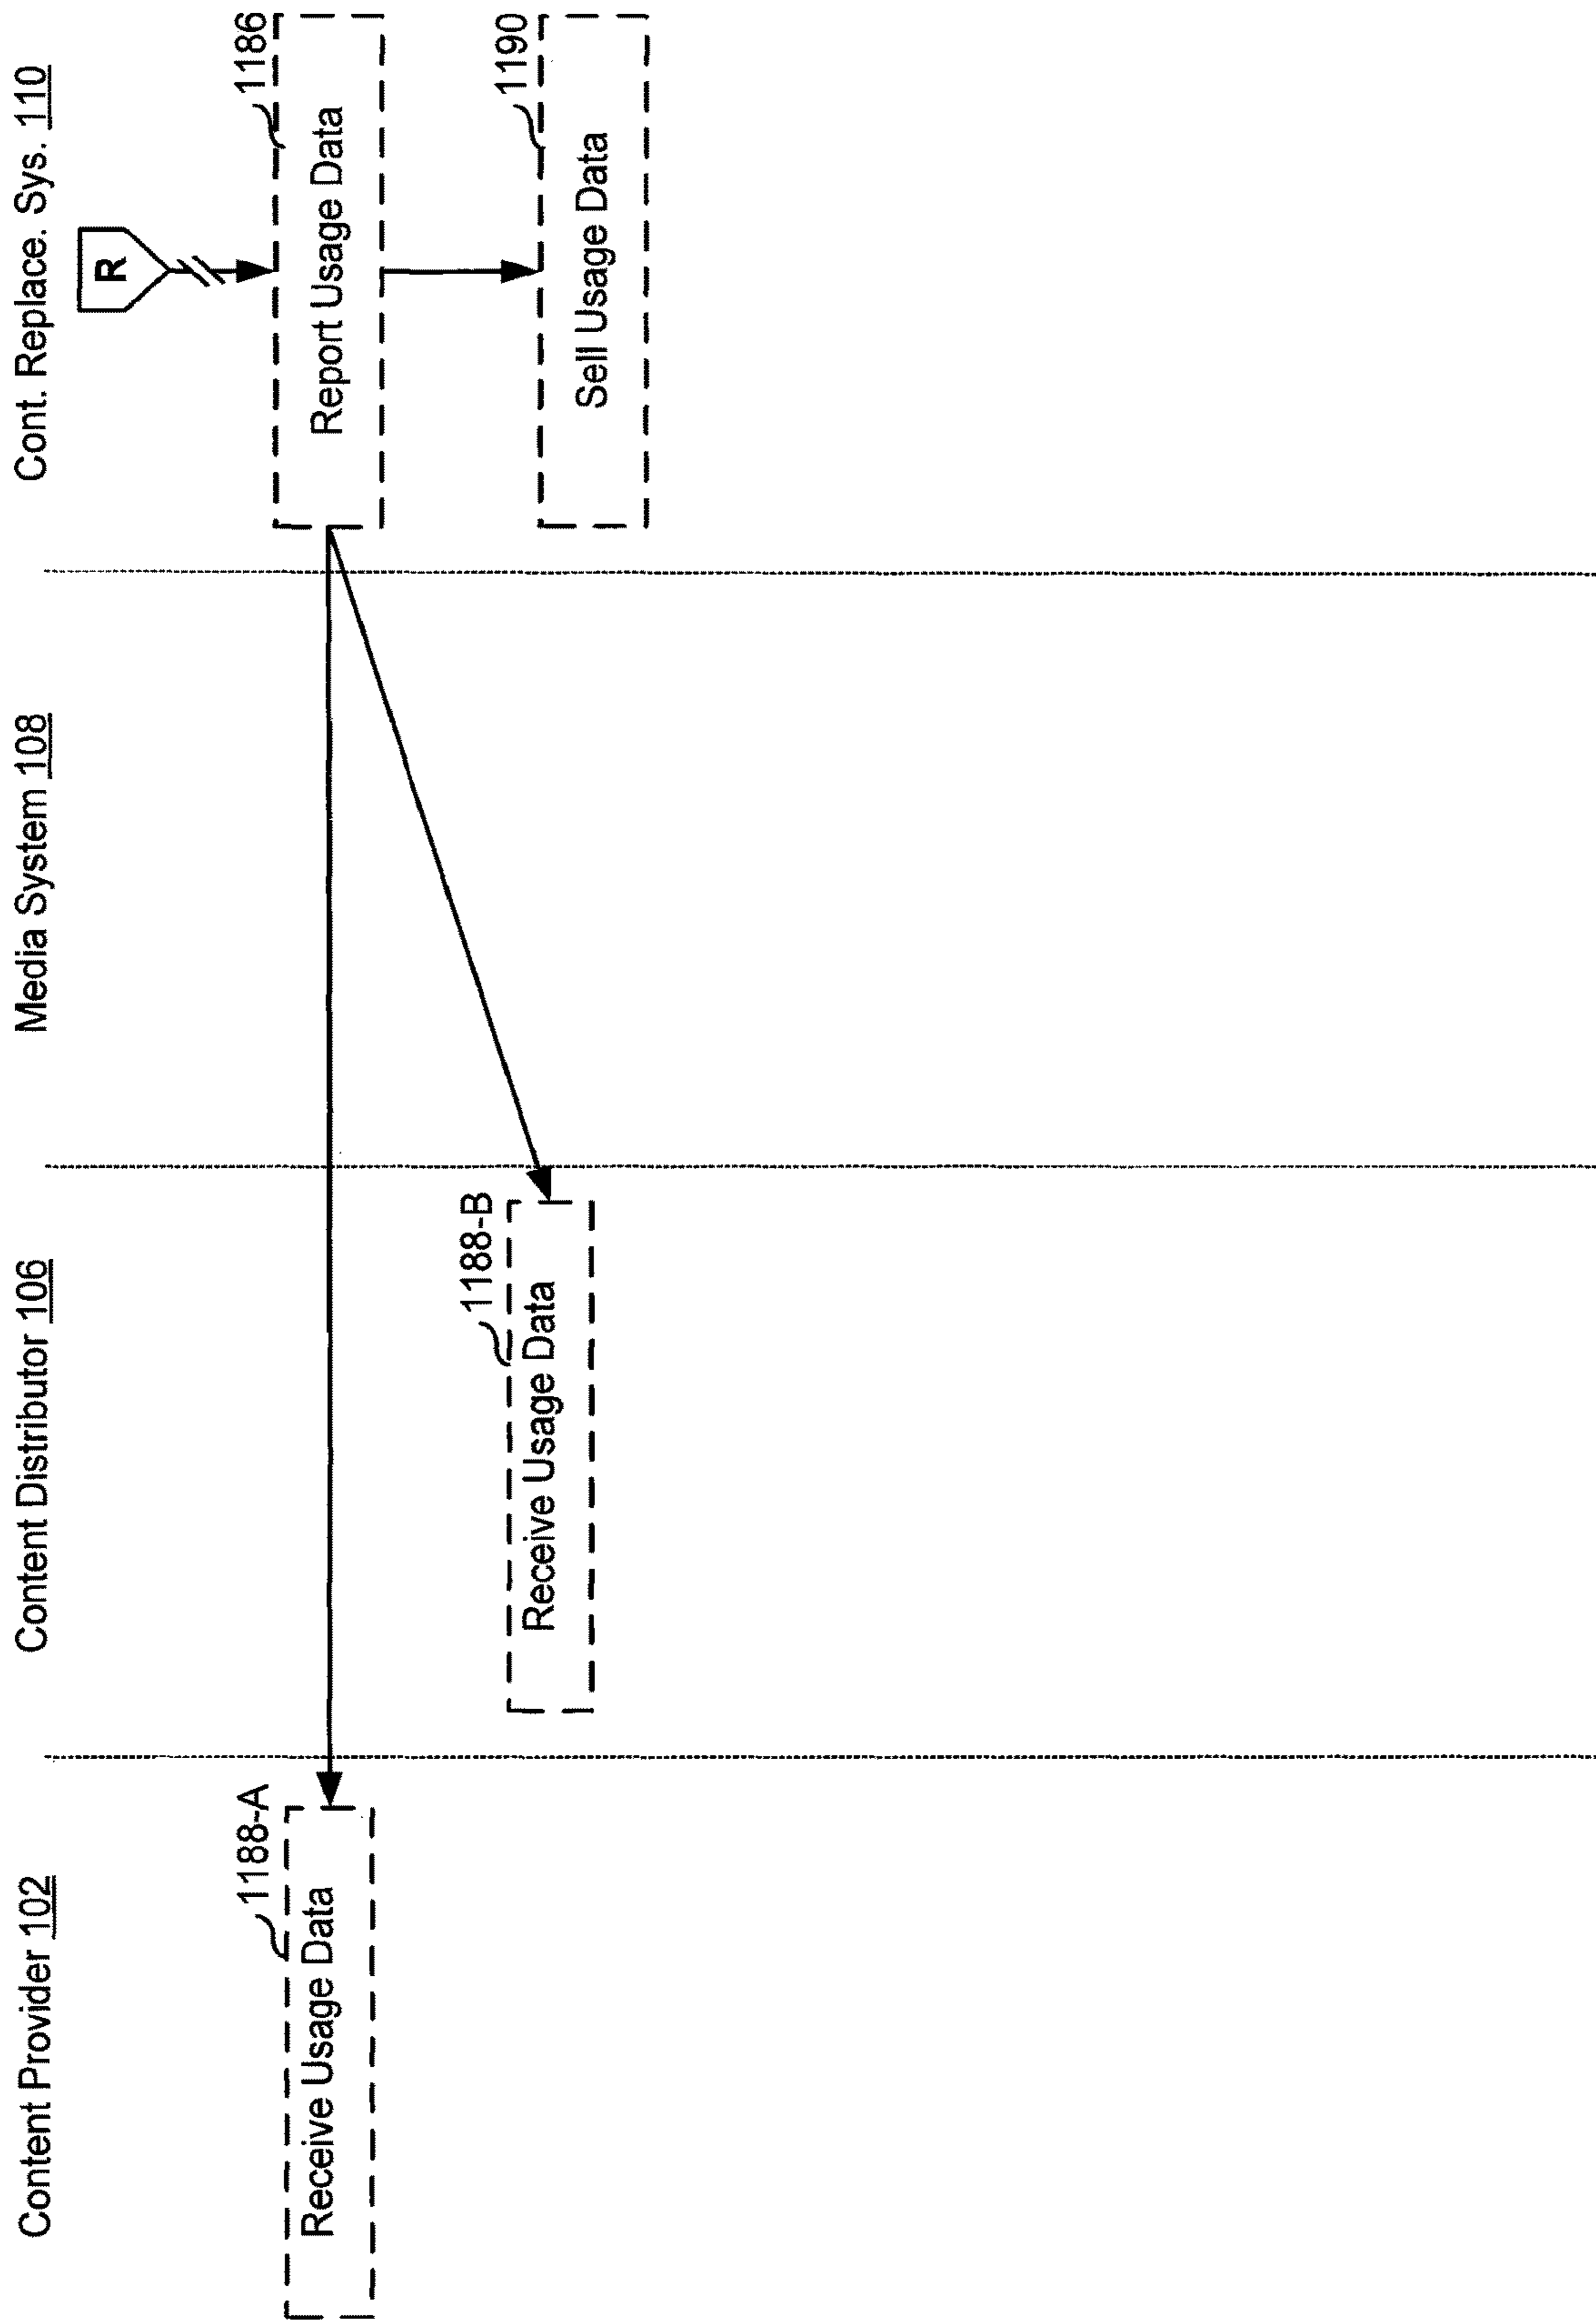 Content Provider 102
Content Distributor 106
Media System 108
Cont. Replace. Sys. 110
R
1188-A
1186
Receive Usage Data
Report Usage Data
1188-B
1190
Receive Usage Data
Sell Usage Data